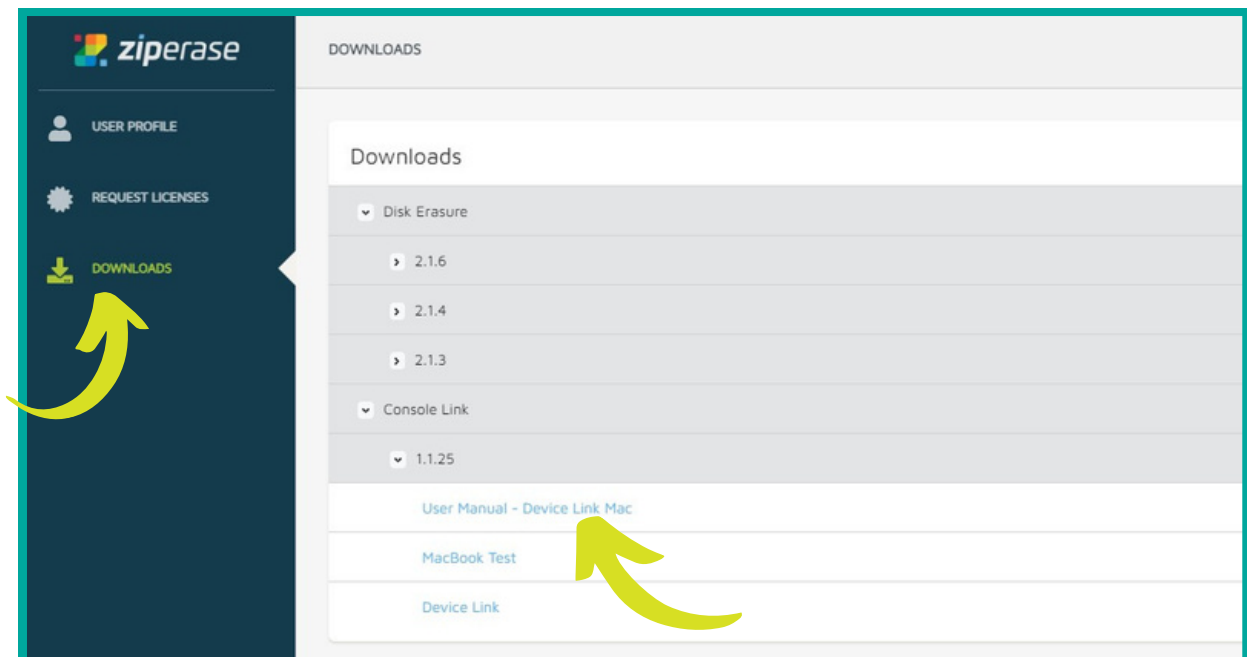 ziperase
USER PROFILE
REQUEST LICENSES
DOWNLOADS
DOWNLOADS
Downloads
Disk Erasure
2.1.6
2.1.4
2.1.3
Console Link
1.1.25
User Manual - Device Link Mac
MacBook Test
Device Link